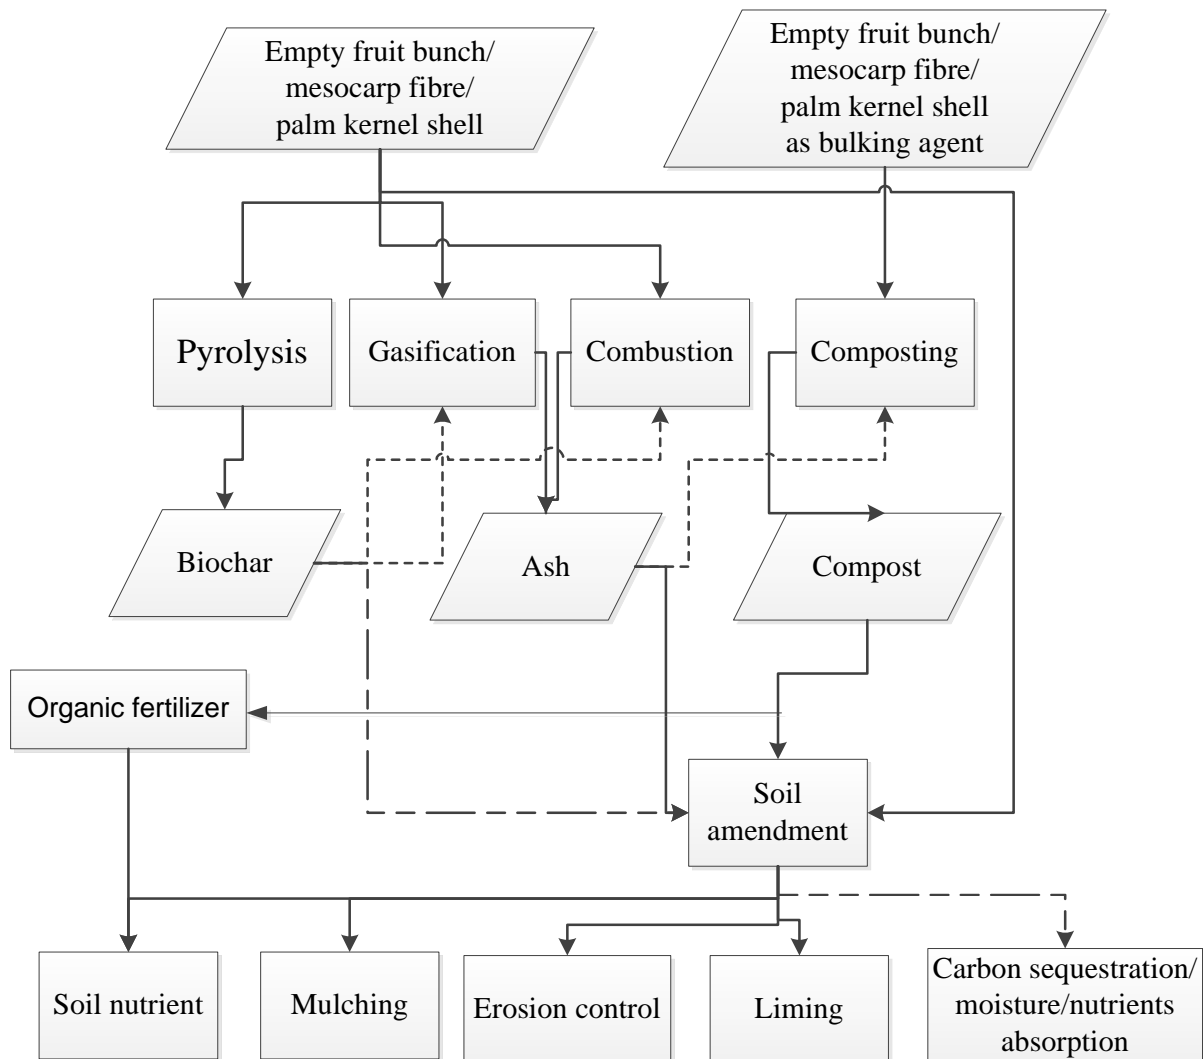 Empty fruit bunch/
mesocarp fibre/
palm kernel shell
Empty fruit bunch/
mesocarp fibre/
palm kernel shell
as bulking agent
Pyrolysis
Gasification
Combustion
Composting
Biochar
Ash
Compost
Organic fertilizer
Soil
amendment
Soil nutrient
Mulching
Erosion control
Liming
Carbon sequestration/
moisture/nutrients
absorption